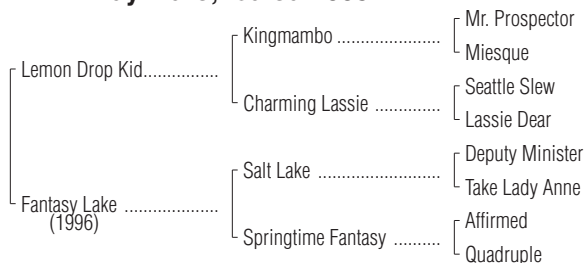 Kingmambo ................. Mr. Prospector
Miesque
Lemon Drop Kid...............
Charming Lassie .............. Seattle Slew
Lassie Dear
Salt Lake ....................... Deputy Minister
Take Lady Anne
Fantasy Lake ...................
(1996)
Springtime Fantasy .......... Affirmed
Quadruple